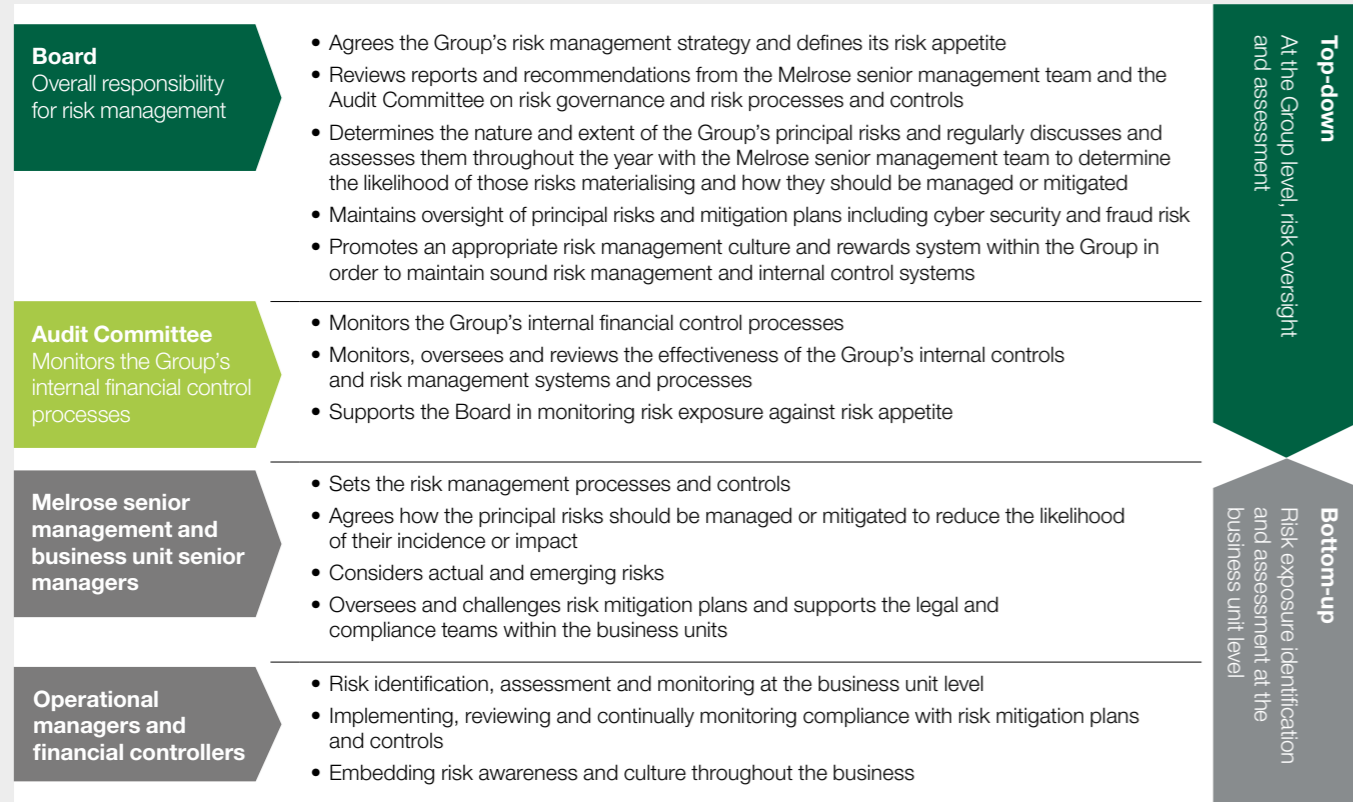 Board
Overall responsibility
for risk management
• Agrees the Group’s risk management strategy and defines its risk appetite
• Reviews reports and recommendations from the Melrose senior management team and the
Audit Committee on risk governance and risk processes and controls
• Determines the nature and extent of the Group’s principal risks and regularly discusses and
assesses them throughout the year with the Melrose senior management team to determine
the likelihood of those risks materialising and how they should be managed or mitigated
• Maintains oversight of principal risks and mitigation plans including cyber security and fraud risk
• Promotes an appropriate risk management culture and rewards system within the Group in
order to maintain sound risk management and internal control systems
Audit Committee
Monitors the Group’s
internal financial control
processes
• Monitors the Group’s internal financial control processes
• Monitors, oversees and reviews the effectiveness of the Group’s internal controls
and risk management systems and processes
• Supports the Board in monitoring risk exposure against risk appetite
Melrose senior
management and
business unit senior
managers
• Sets the risk management processes and controls
• Agrees how the principal risks should be managed or mitigated to reduce the likelihood
of their incidence or impact
• Considers actual and emerging risks
• Oversees and challenges risk mitigation plans and supports the legal and
compliance teams within the business units
Operational
managers and
financial controllers
• Risk identification, assessment and monitoring at the business unit level
• Implementing, reviewing and continually monitoring compliance with risk mitigation plans
and controls
• Embedding risk awareness and culture throughout the business
Top-down
At the Group level, risk oversight
and assessment
Bottom-up
Risk exposure identification
and assessment at the
business unit level